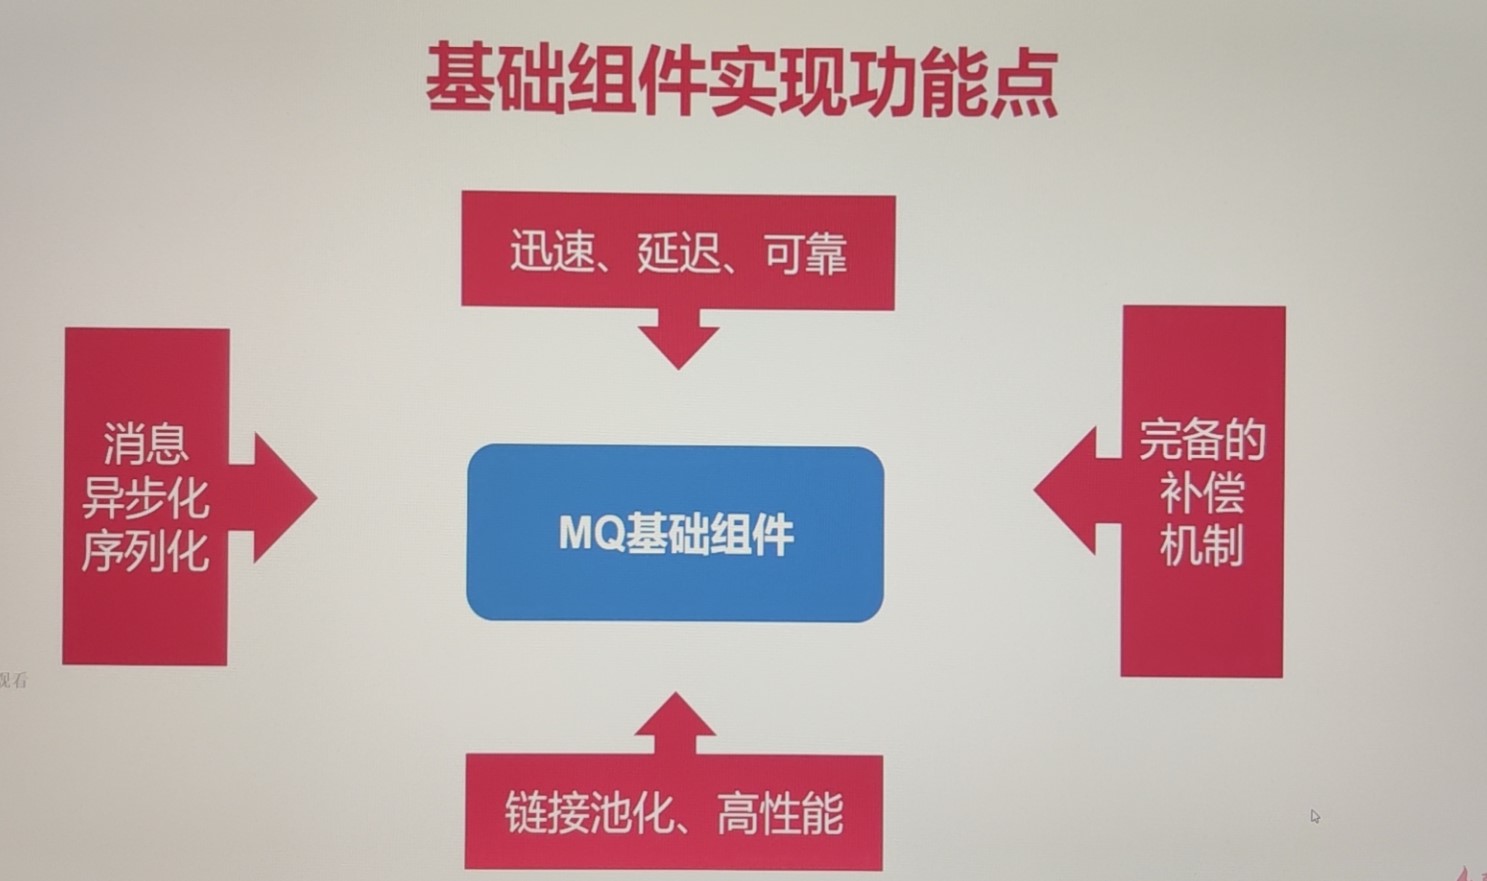 基础组件实现功能点
迅速、延迟、可靠
消息
异步化
序列化
完备的
补偿
机制
MQ基础组件
观看
链接池化、高性能